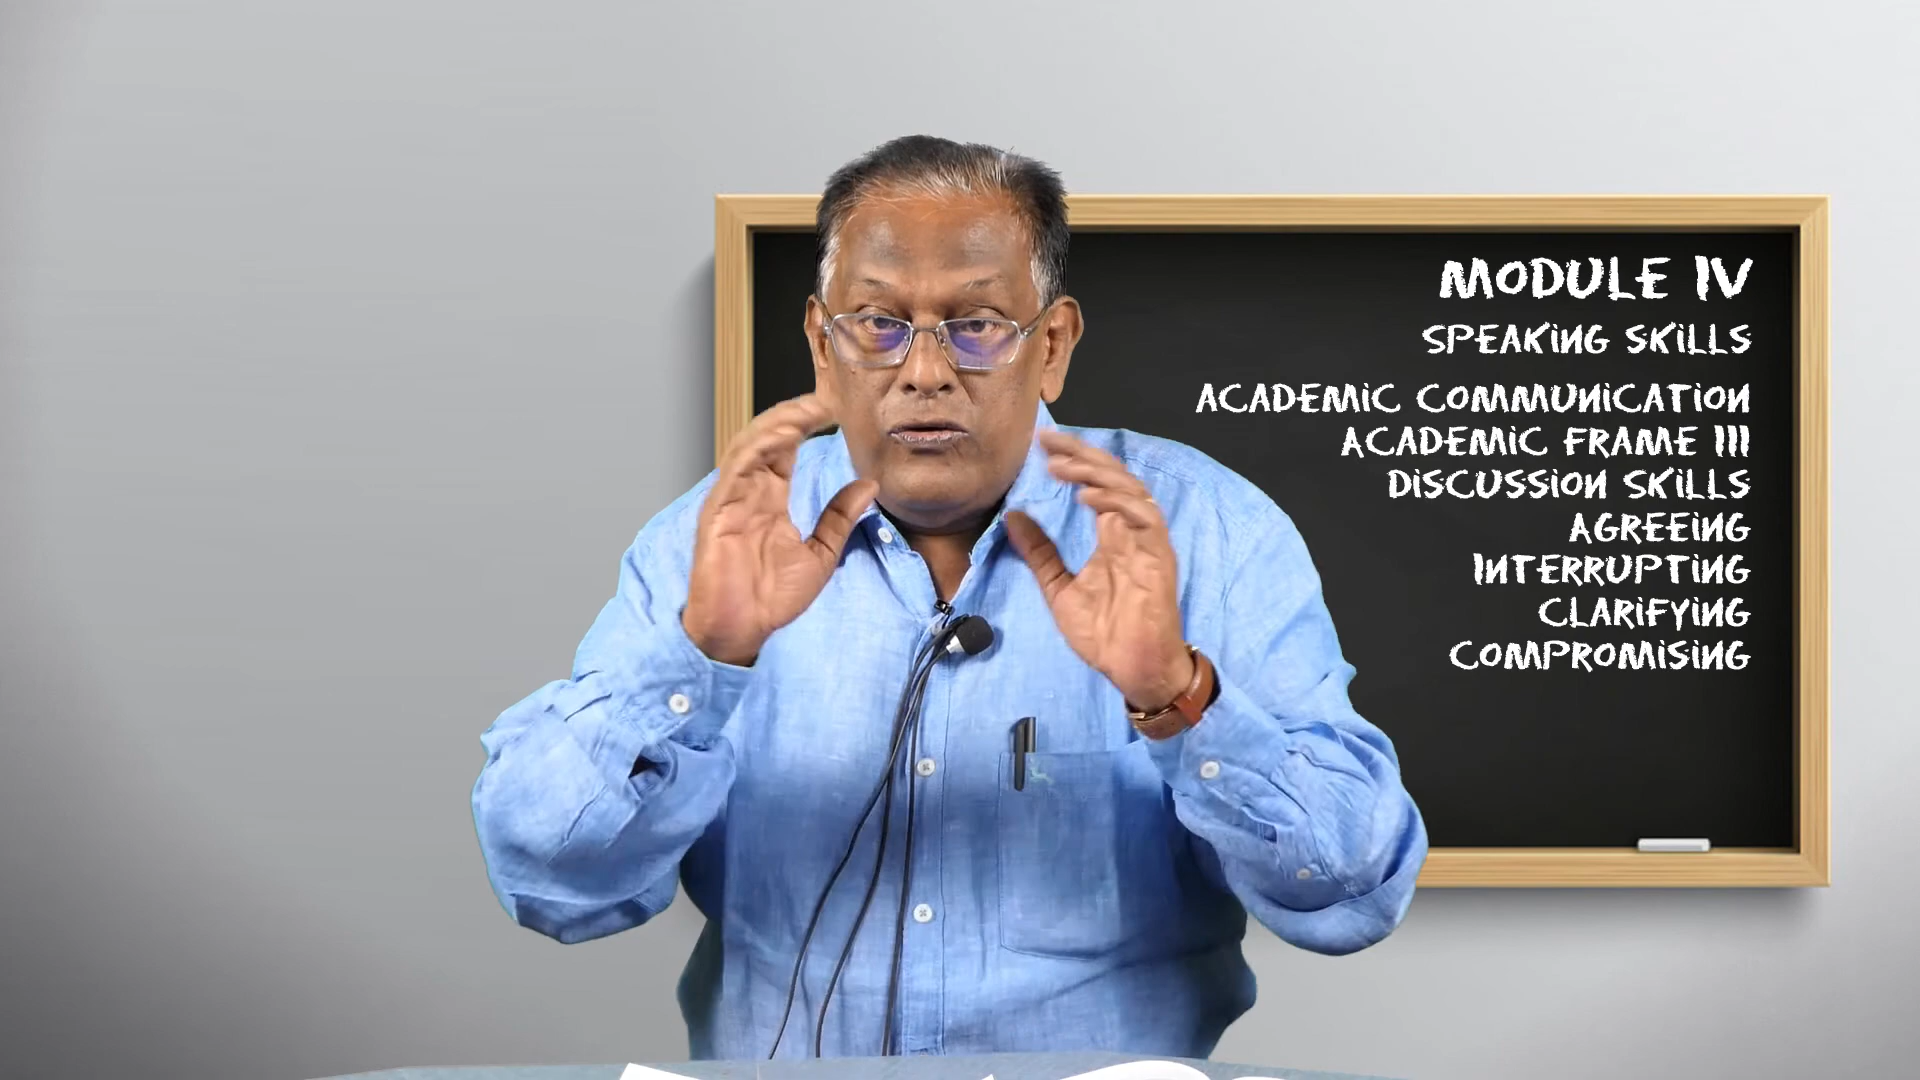 MODULE IV
SPEAKING SKILLS
ACADEMIC COMMUNICATION
ACADEMIC FRAME III
DISCUSSION SKILLS
AGREEING
INTERRUPTING
CLARIFYING
COMPROMISING